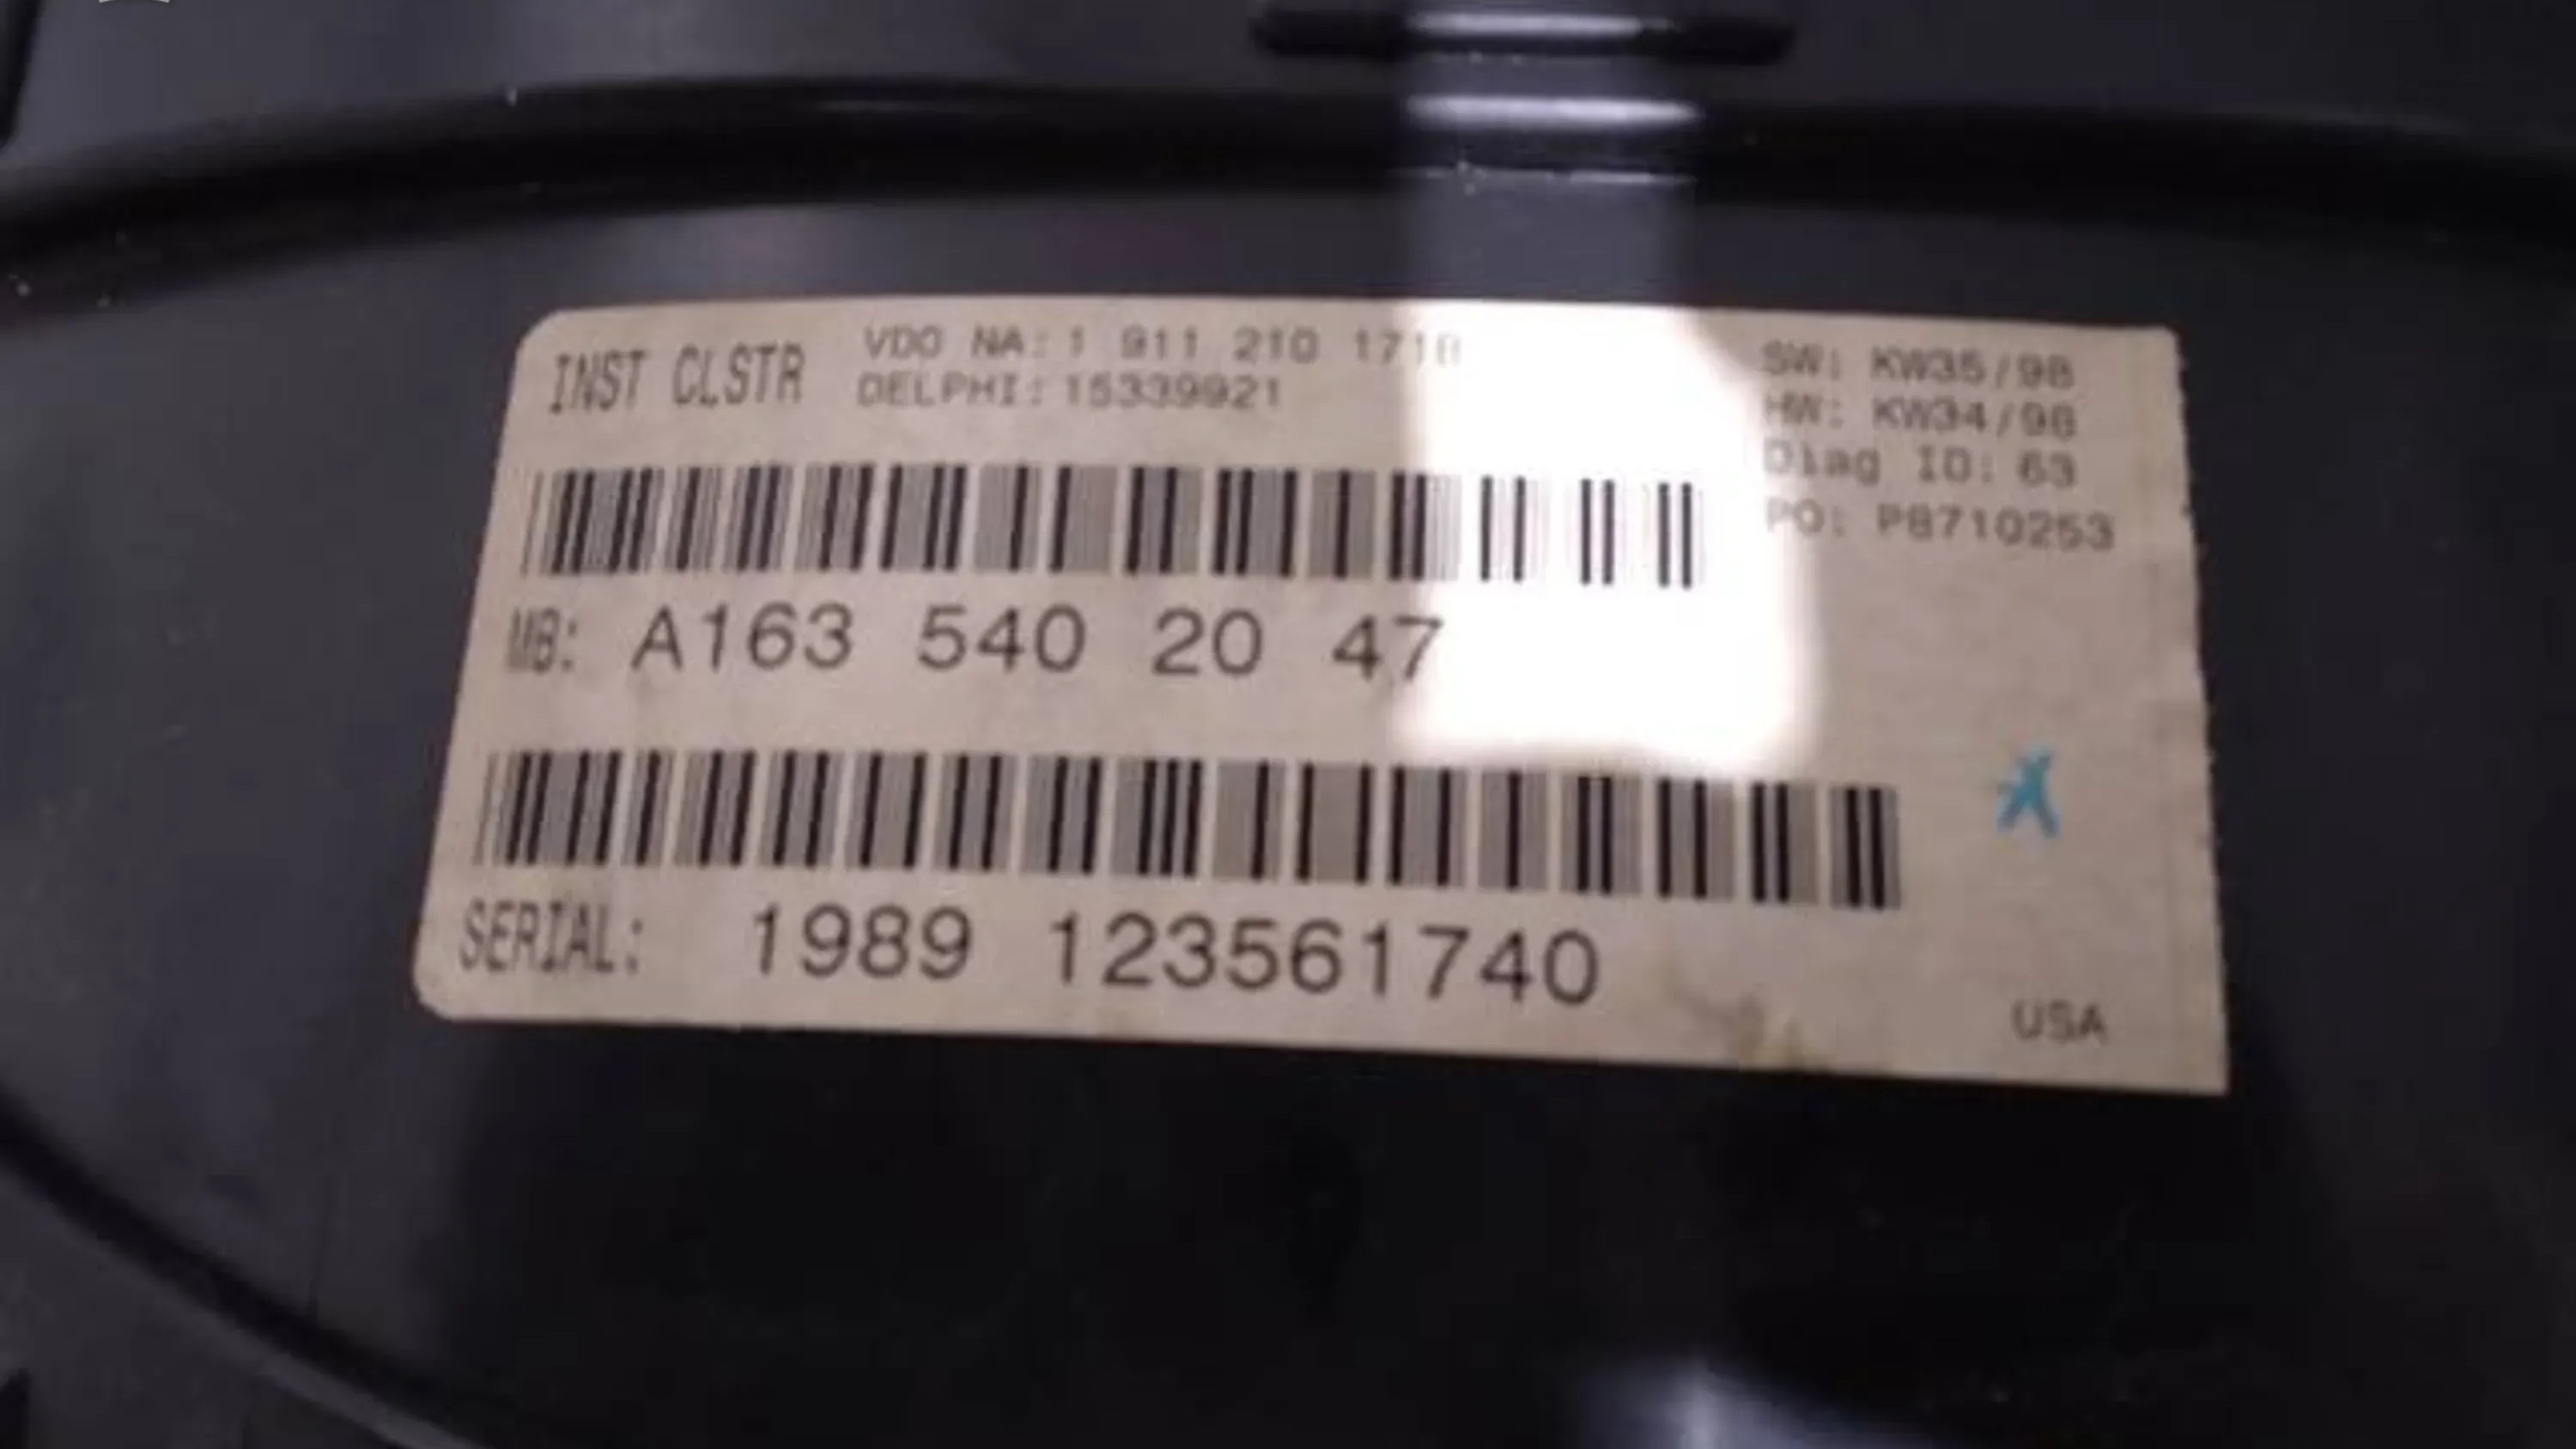 INST CLSTR
VDO NA: 1 911 210 171
DELPHI: 15339921
SW: KW35/98
HW: KW34/98
Diag ID: 63
PO: P8710253
MB: A163 540 20 47
SERIAL: 1989 123561740
USA